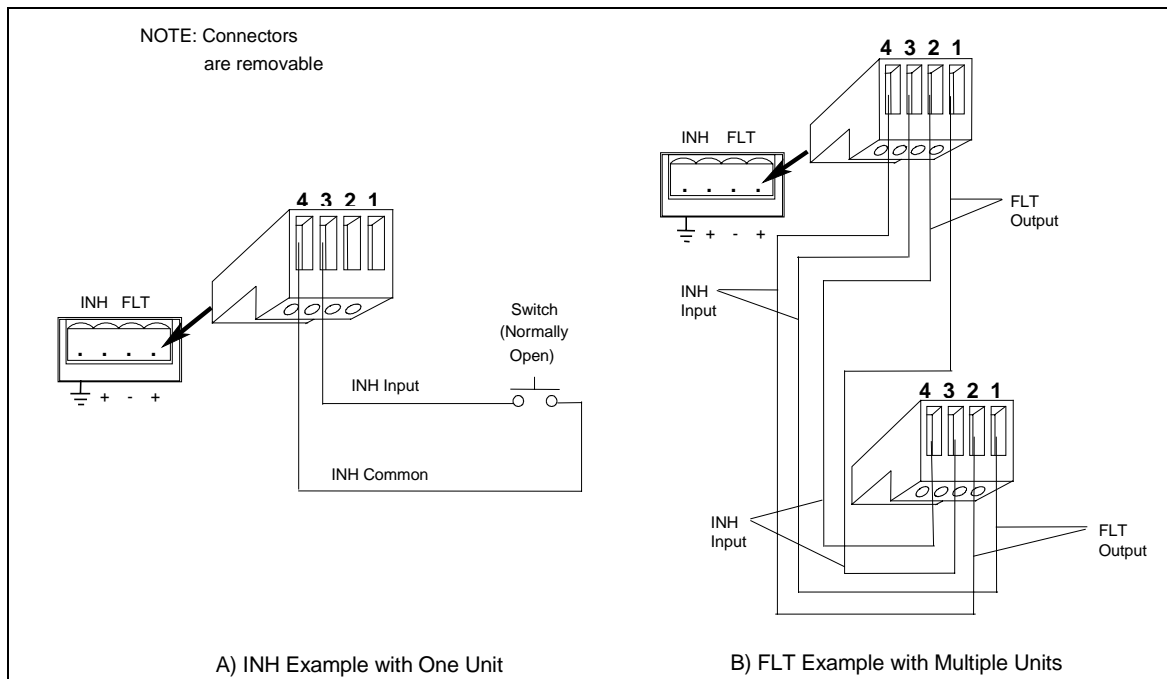 NOTE: Connectors
are removable
4 3 2 1
INH FLT
+ - +
Switch
(Normally
Open)
INH Input
INH Common
A) INH Example with One Unit
4 3 2 1
INH FLT
+ - +
FLT
Output
INH
Input
4 3 2 1
INH
Input
FLT
Output
B) FLT Example with Multiple Units